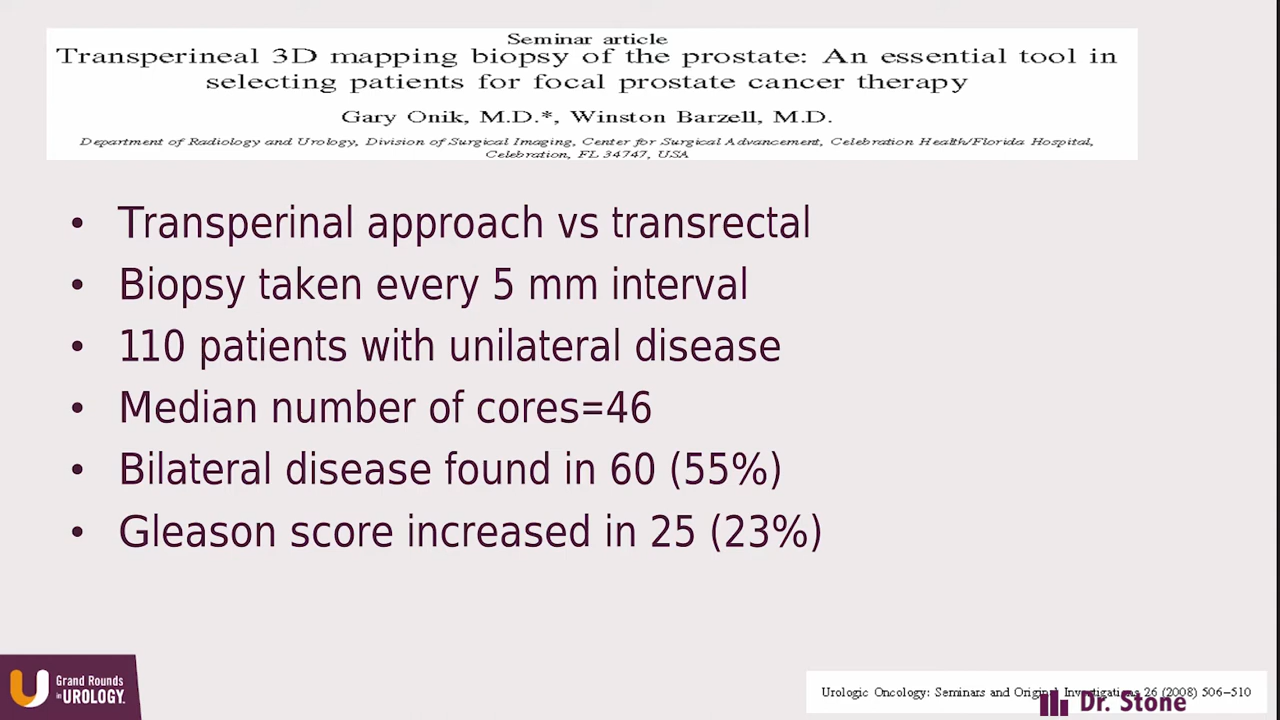 Seminar article
Transperineal 3D mapping biopsy of the prostate: An essential tool in
selecting patients for focal prostate cancer therapy
Gary Onik, M.D.*, Winston Barzell, M.D.
Department of Radiology and Urology, Division of Surgical Imaging, Center for Surgical Advancement, Celebration Health/Florida Hospital,
Celebration, FL 34747, USA
• Transperinal approach vs transrectal
• Biopsy taken every 5 mm interval
• 110 patients with unilateral disease
• Median number of cores=46
• Bilateral disease found in 60 (55%)
• Gleason score increased in 25 (23%)
Grand Rounds
in UROLOGY.
Urologic Oncology: Seminars and Original Investigations 26 (2008) 506–510
Dr. Stone